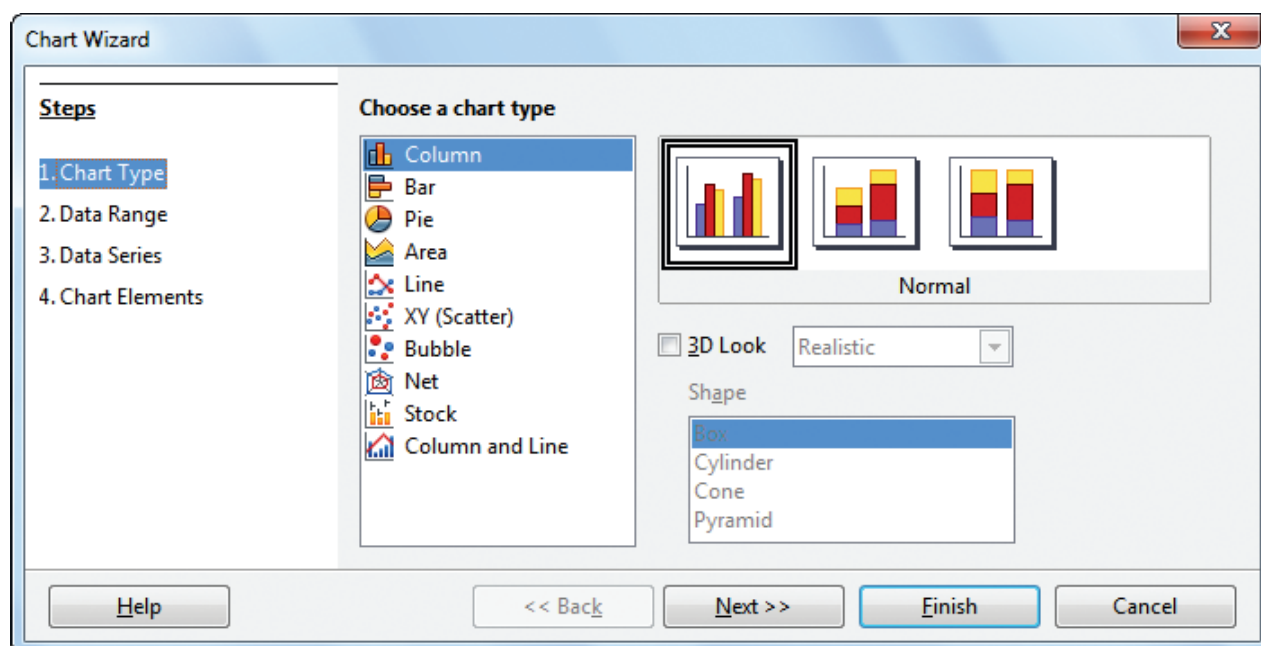 Chart Wizard
Steps
1. Chart Type
2. Data Range
3. Data Series
4. Chart Elements
Choose a chart type
Column
Bar
Pie
Area
Line
XY (Scatter)
Bubble
Net
Stock
Column and Line
Normal
3D Look
Realistic
Shape
Box
Cylinder
Cone
Pyramid
Help
<< Back
Next >>
Finish
Cancel